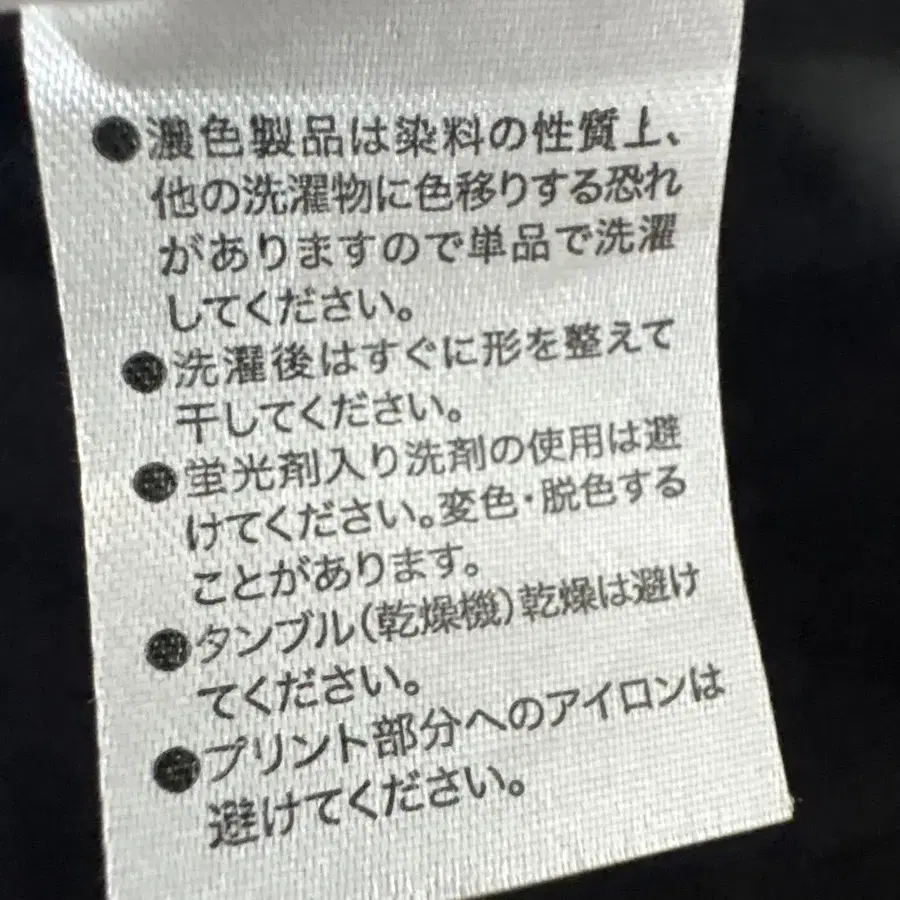 ●濃色製品は染料の性質上、
他の洗濯物に色移りする恐れ
がありますので単品で洗濯
してください。
●洗濯後はすぐに形を整えて
干してください。
●蛍光剤入り洗剤の使用は避
けてください。変色・脱色する
ことがあります。
●タンブル(乾燥機)乾燥は避け
てください。
●プリント部分へのアイロンは
避けてください。